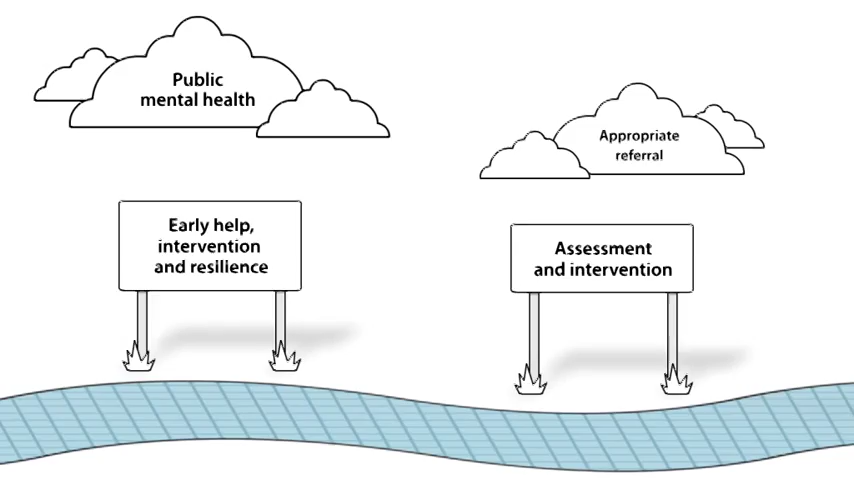 Public
mental health
Appropriate
referral
Early help,
intervention
and resilience
Assessment
and intervention